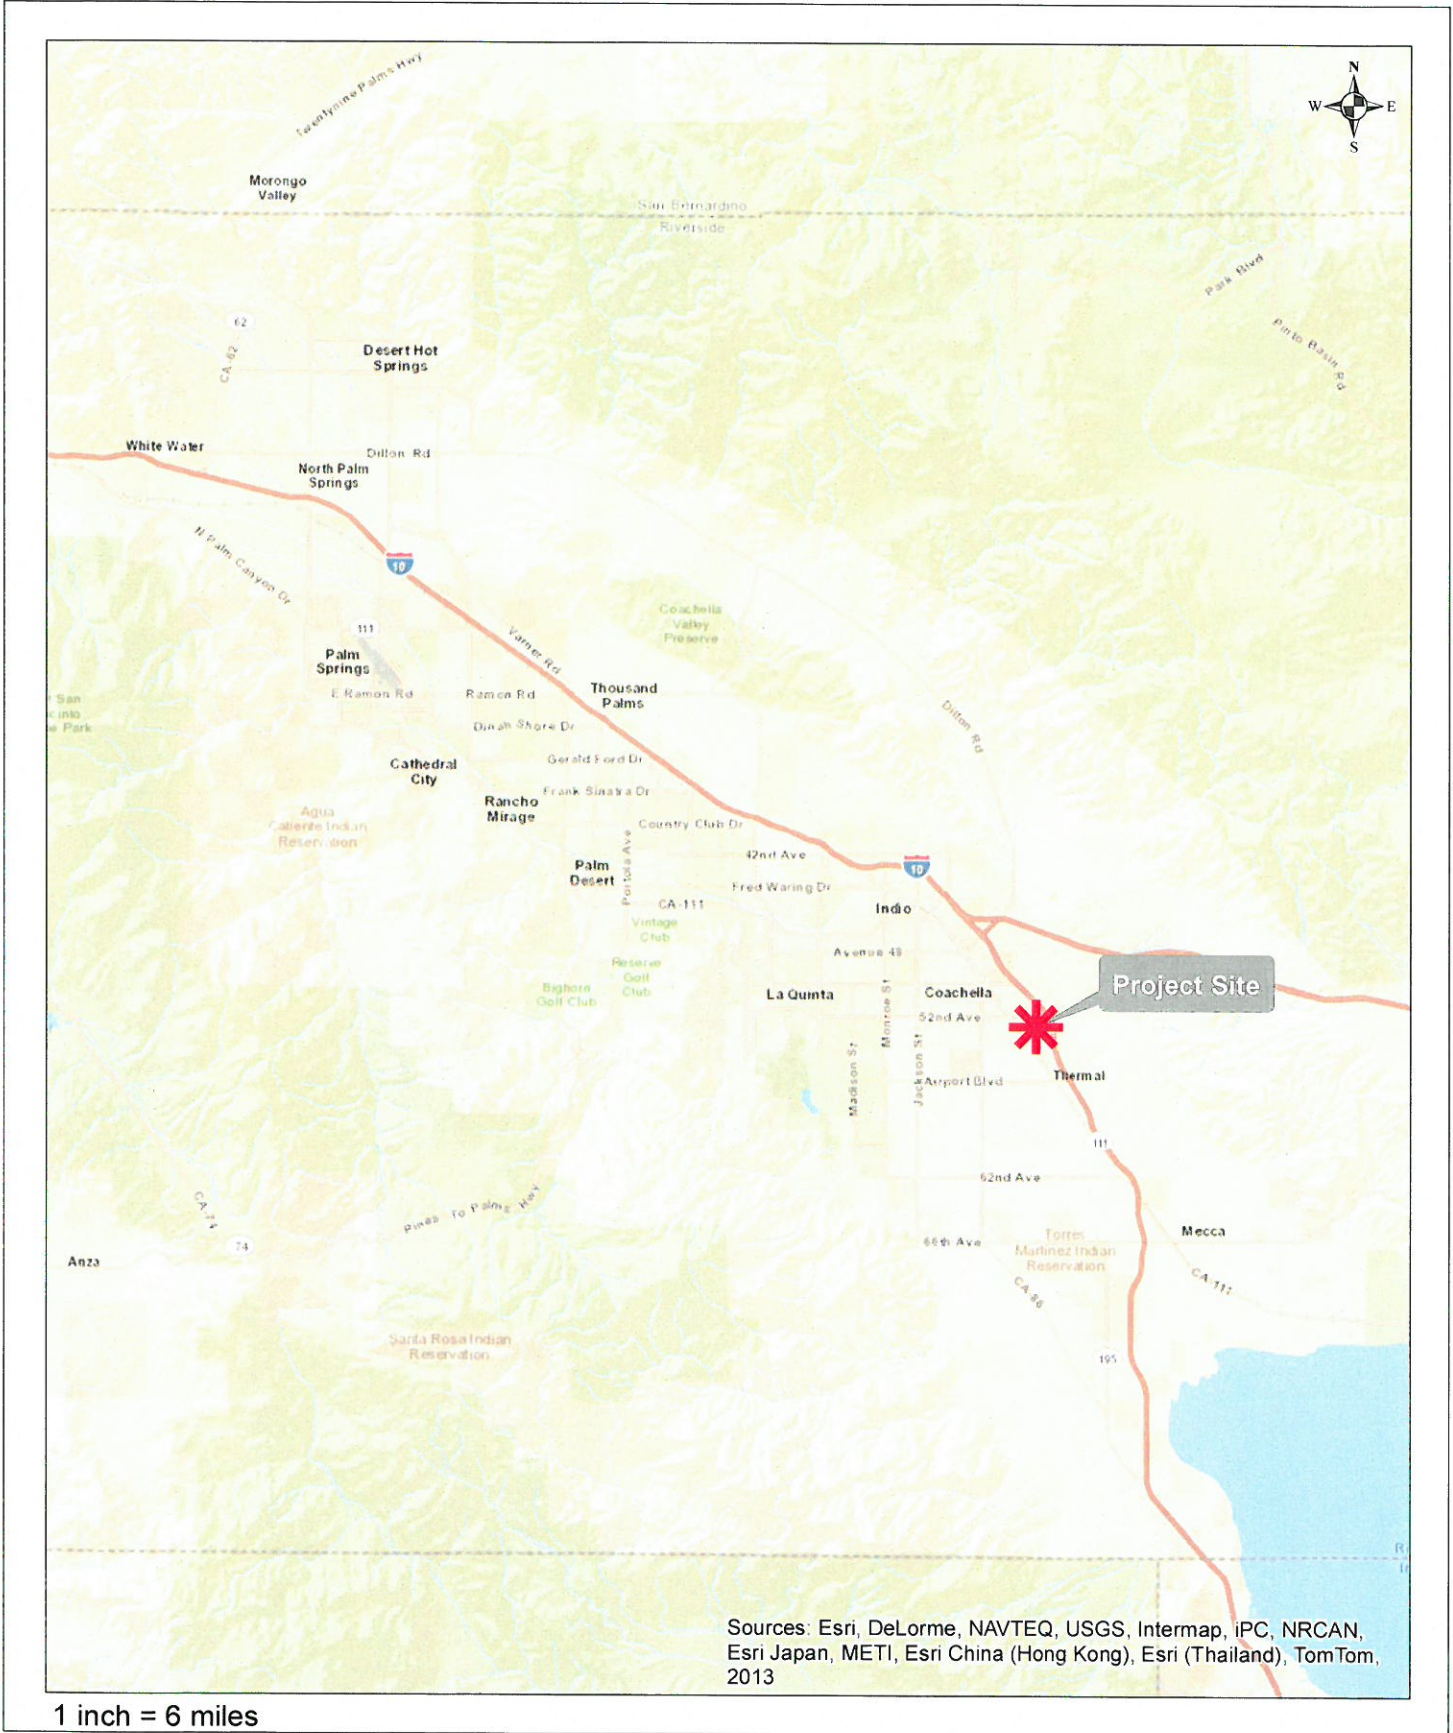 Twentynine Palms Hwy
N
W
E
S
Morongo
Valley
San Bernardino
Riverside
Park Blvd
Pinto Basin Rd
62
CA-62
Desert Hot
Springs
White Water
Dillon Rd
North Palm
Springs
N Palm Canyon Dr
10
Coachella
Valley
Preserve
111
Varner Rd
Palm
Springs
E Ramon Rd
Ramon Rd
Thousand
Palms
San
Park
Dinah Shore Dr
Dillon Rd
Cathedral
City
Gerald Ford Dr
Frank Sinatra Dr
Rancho
Mirage
Agua
Caliente Indian
Reservation
Country Club Dr
Portola Ave
42nd Ave
10
Palm
Desert
Fred Waring Dr
CA-111
Indio
Vintage
Club
Avenue 48
Reserve
Golf
Club
Bighorn
Golf Club
La Quinta
Monroe St
Coachella
Project Site
52nd Ave
Madison St
Jackson St
Airport Blvd
Thermal
111
62nd Ave
CA-74
Pines To Palms Hwy
74
Anza
66th Ave
Torres
Martinez Indian
Reservation
Mecca
CA-111
CA-86
Santa Rosa Indian
Reservation
195
Sources: Esri, DeLorme, NAVTEQ, USGS, Intermap, iPC, NRCAN,
Esri Japan, METI, Esri China (Hong Kong), Esri (Thailand), TomTom,
2013
1 inch = 6 miles